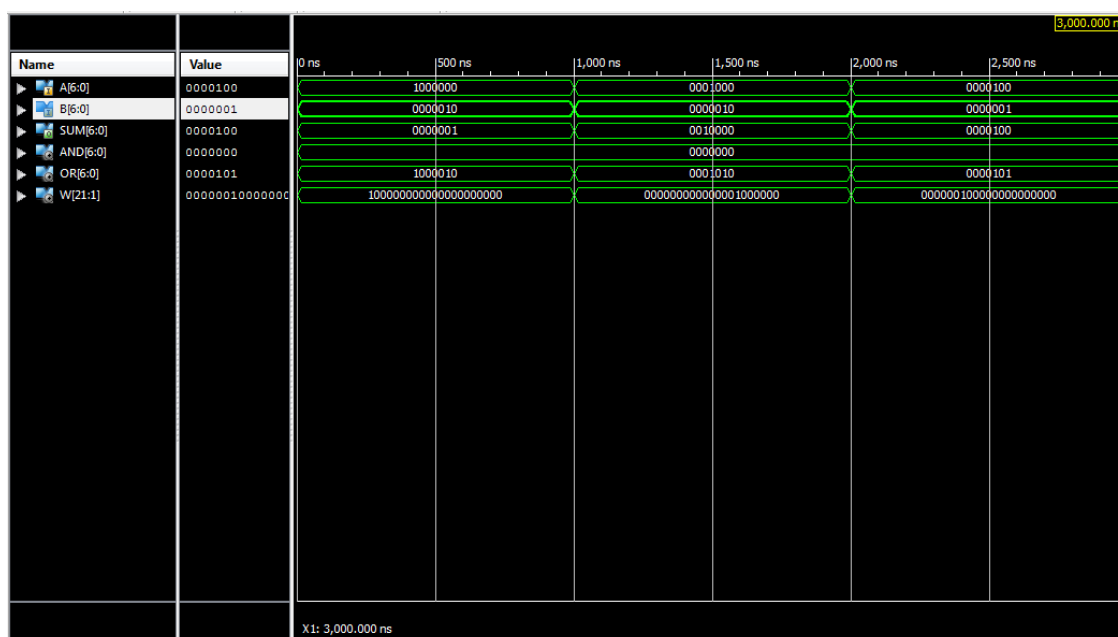 3,000.000 n
Name Value 0 ns 500 ns 1,000 ns 1,500 ns 2,000 ns 2,500 ns
A[6:0] 0000100 1000000 0001000 0000100
B[6:0] 0000001 0000010 0000010 0000001
SUM[6:0] 0000100 0000001 0010000 0000100
AND[6:0] 0000000 0000000
OR[6:0] 0000101 1000010 0001010 0000101
W[21:1] 00000010000000 100000000000000000000 000000000000001000000 000000100000000000000
X1: 3,000.000 ns